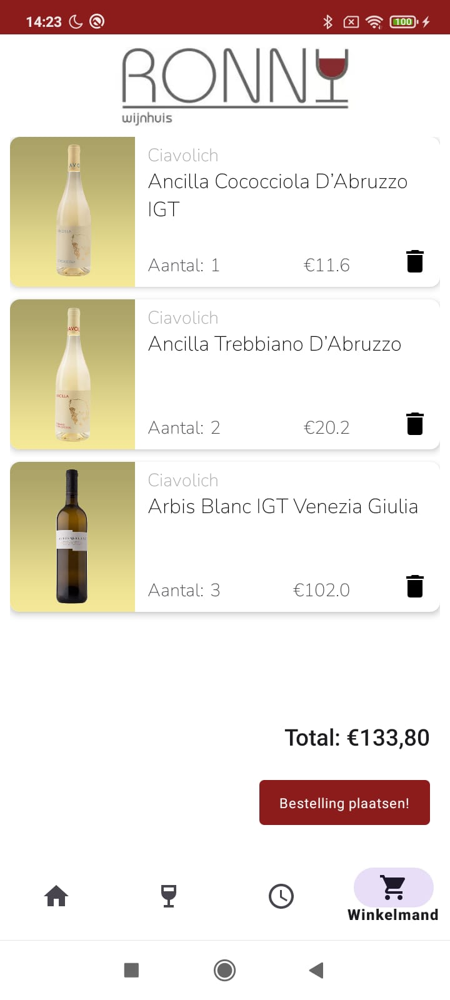 14:23
100
RONNY
wijnhuis
Ciavolich
Ancilla Cococciola D’Abruzzo
IGT
Aantal: 1 €11.6
Ciavolich
Ancilla Trebbiano D’Abruzzo
ANCILLA
Aantal: 2 €20.2
Ciavolich
Arbis Blanc IGT Venezia Giulia
Aantal: 3 €102.0
Total: €133,80
Bestelling plaatsen!
Winkelmand